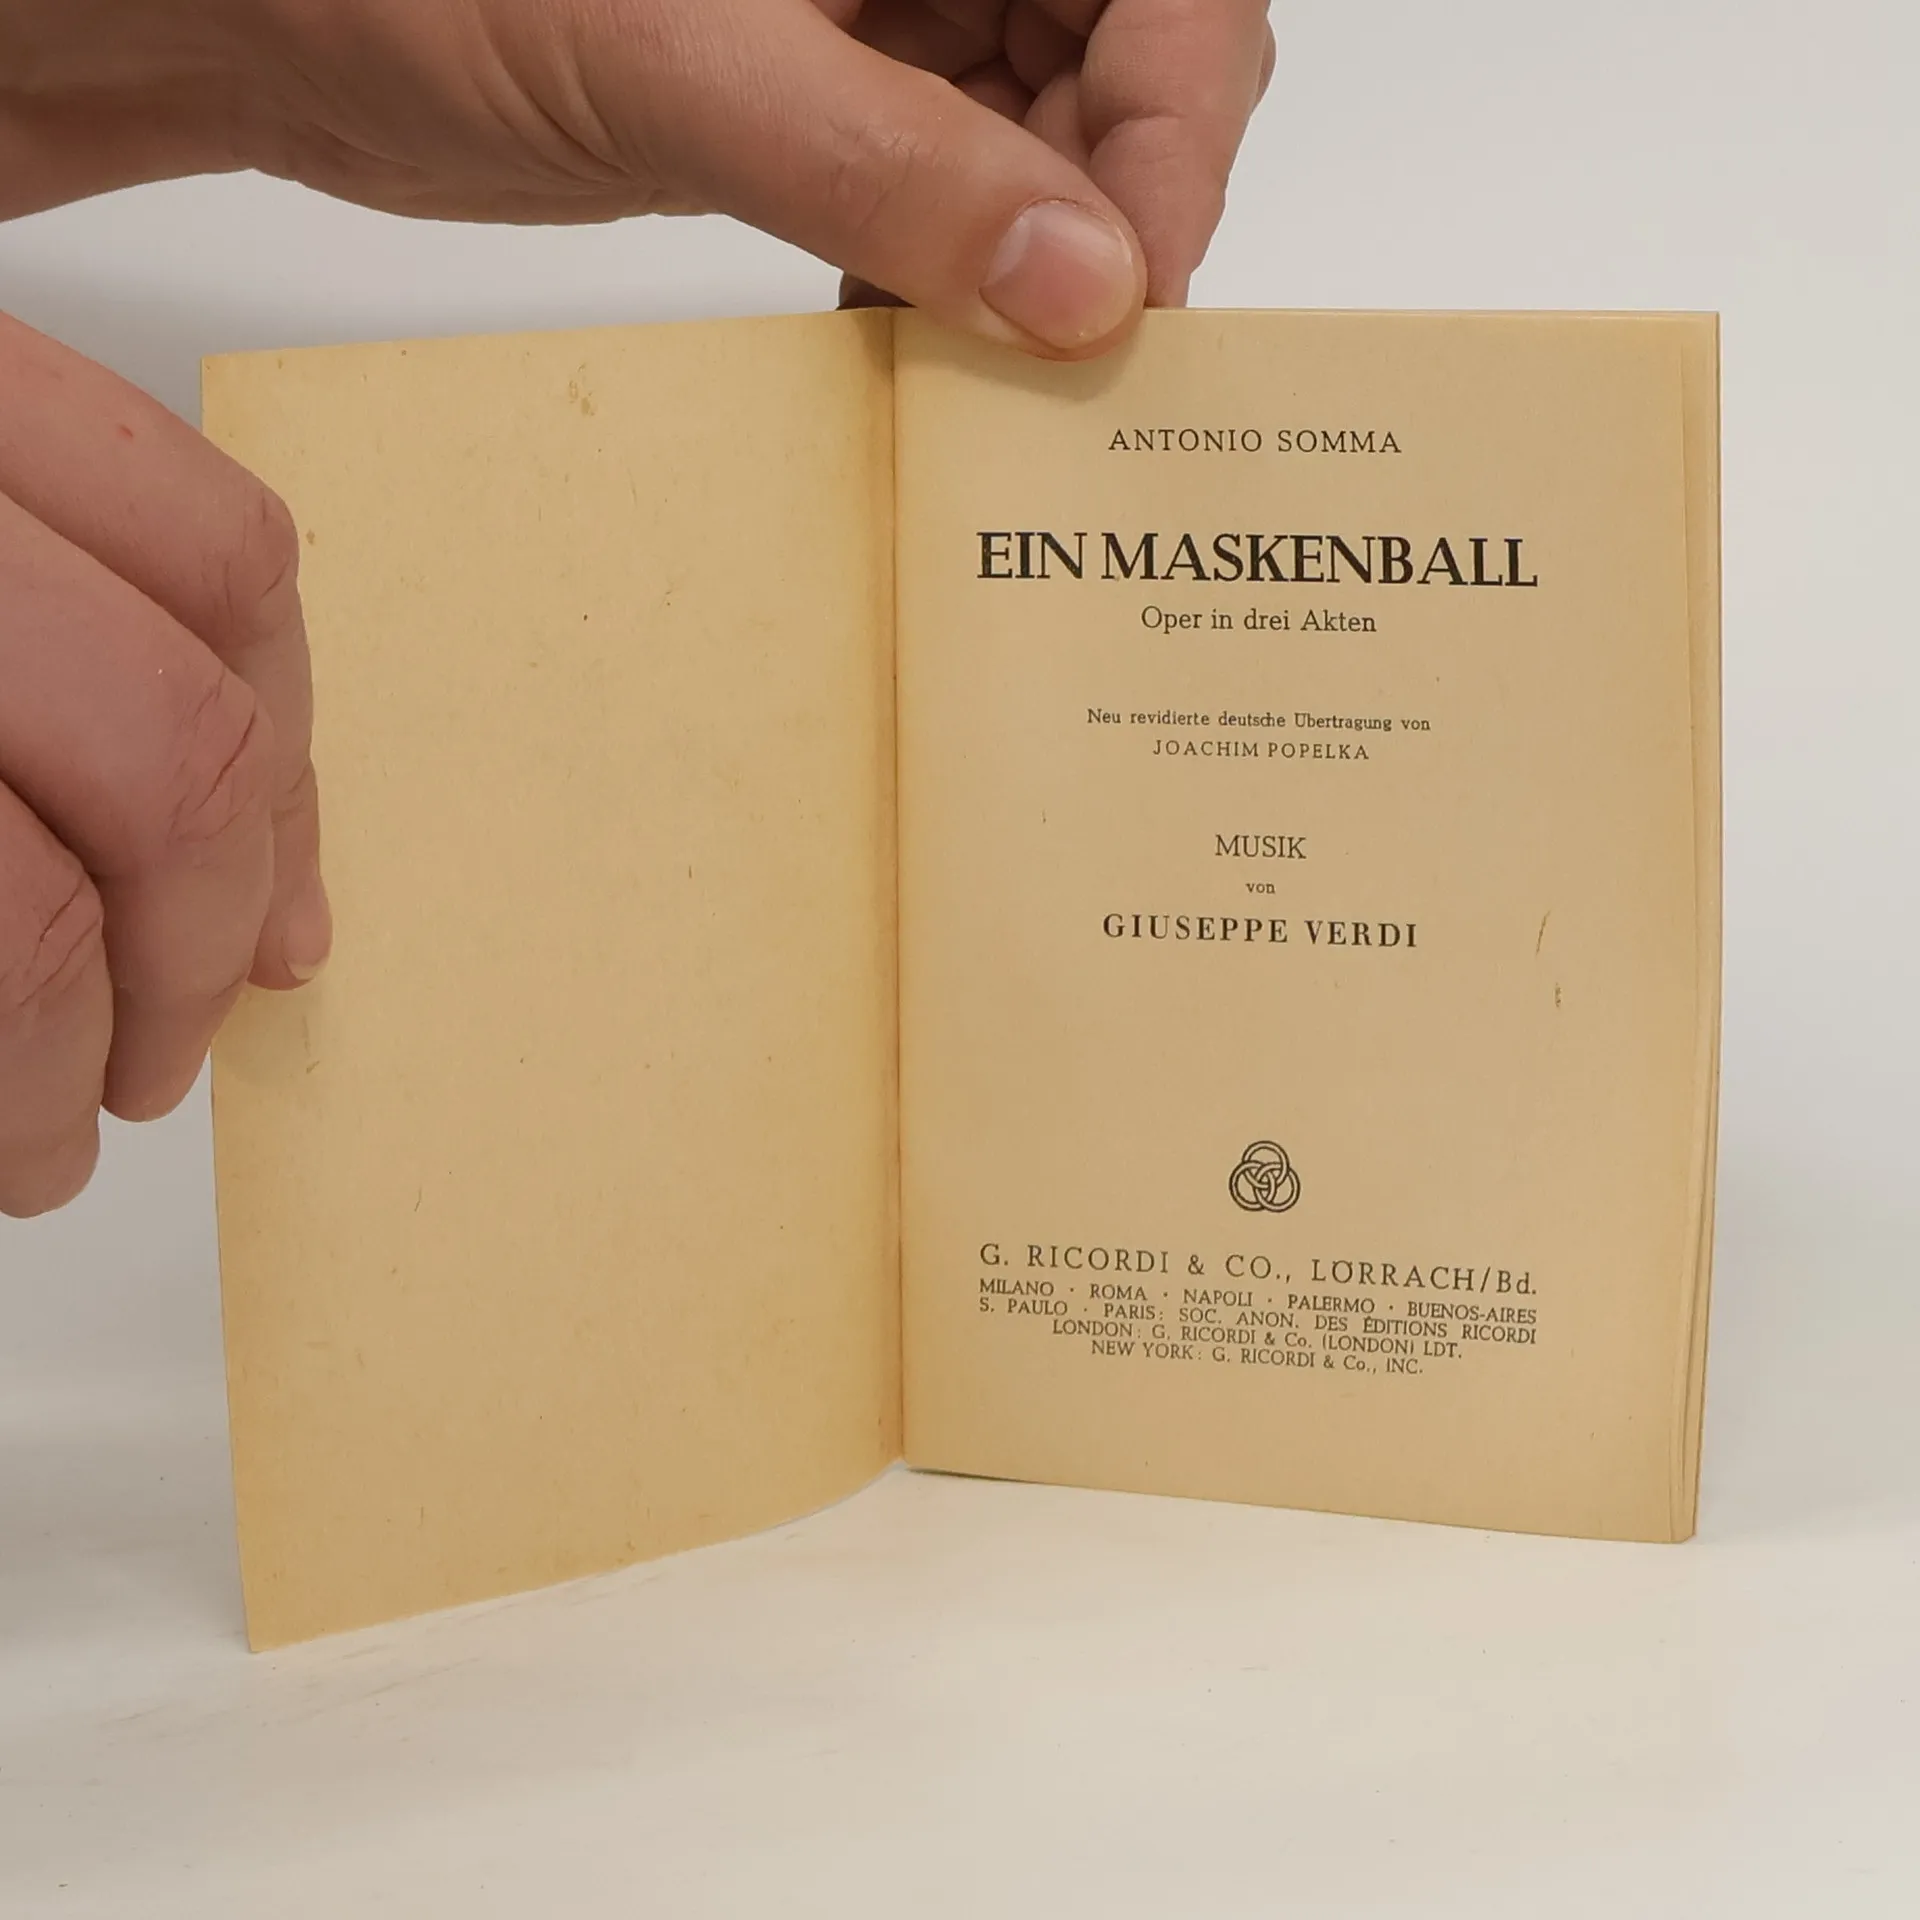 ANTONIO SOMMA
EIN MASKENBALL
Oper in drei Akten
Neu revidierte deutsche Übertragung von
JOACHIM POPELKA
MUSIK
von
GIUSEPPE VERDI
G. RICORDI & CO., LÖRRACH/Bd.
MILANO · ROMA · NAPOLI · PALERMO · BUENOS-AIRES
S. PAULO · PARIS: SOC. ANON. DES ÉDITIONS RICORDI
LONDON: G. RICORDI & Co. (LONDON) LDT.
NEW YORK: G. RICORDI & Co., INC.